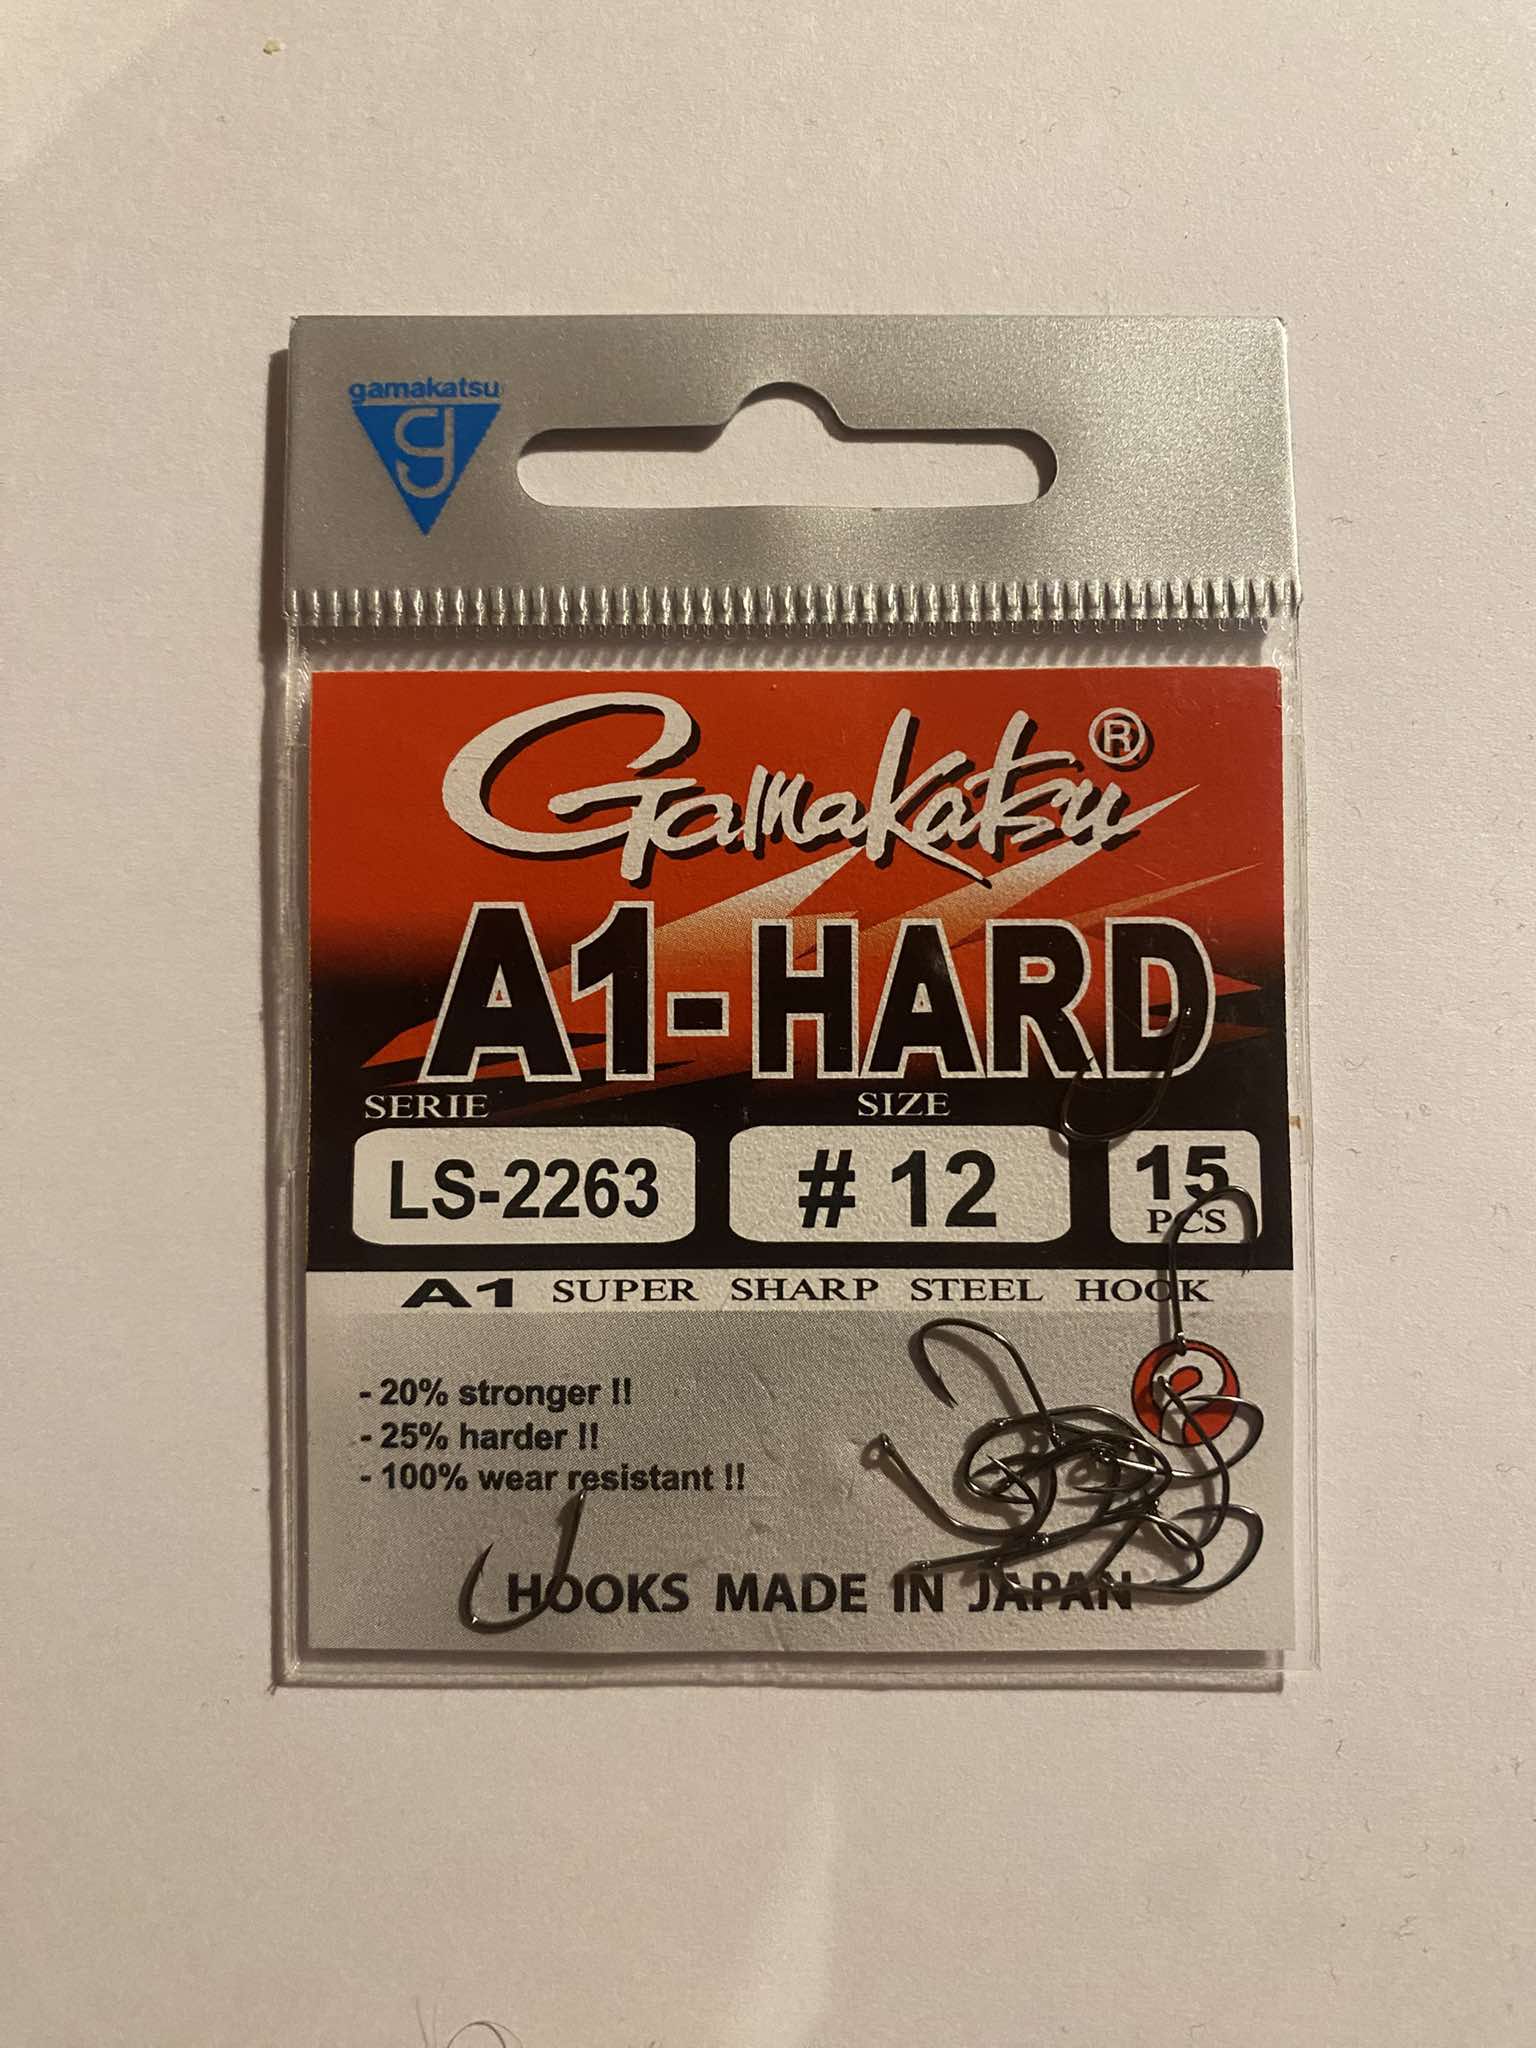 gamakatsu
g
Gamakatsu ®
A1-HARD
SERIE SIZE
LS-2263 # 12 15 PCS
A1 SUPER SHARP STEEL HOOK
- 20% stronger !!
- 25% harder !!
- 100% wear resistant !!
HOOKS MADE IN JAPAN